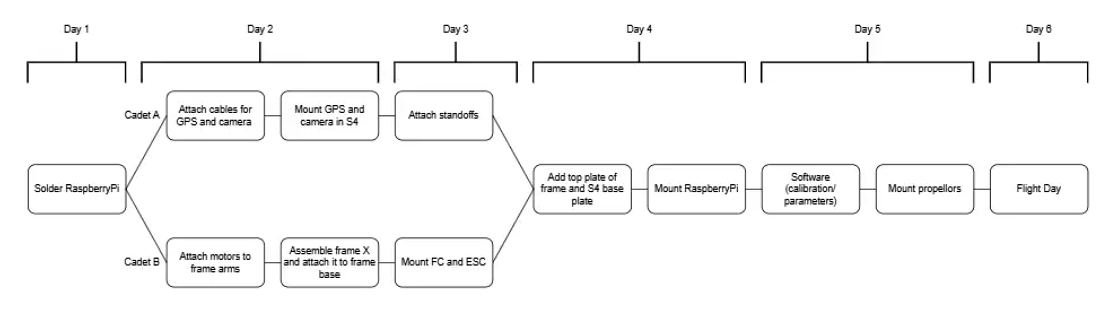 Day 1
Day 2
Day 3
Day 4
Day 5
Day 6
Cadet A
Attach cables for
GPS and camera
Mount GPS and
camera in S4
Attach standoffs
Solder RaspberryPi
Add top plate of
frame and S4 base
plate
Mount RaspberryPi
Software
(calibration/
parameters)
Mount propellors
Flight Day
Cadet B
Attach motors to
frame arms
Assemble frame X
and attach it to frame
base
Mount FC and ESC